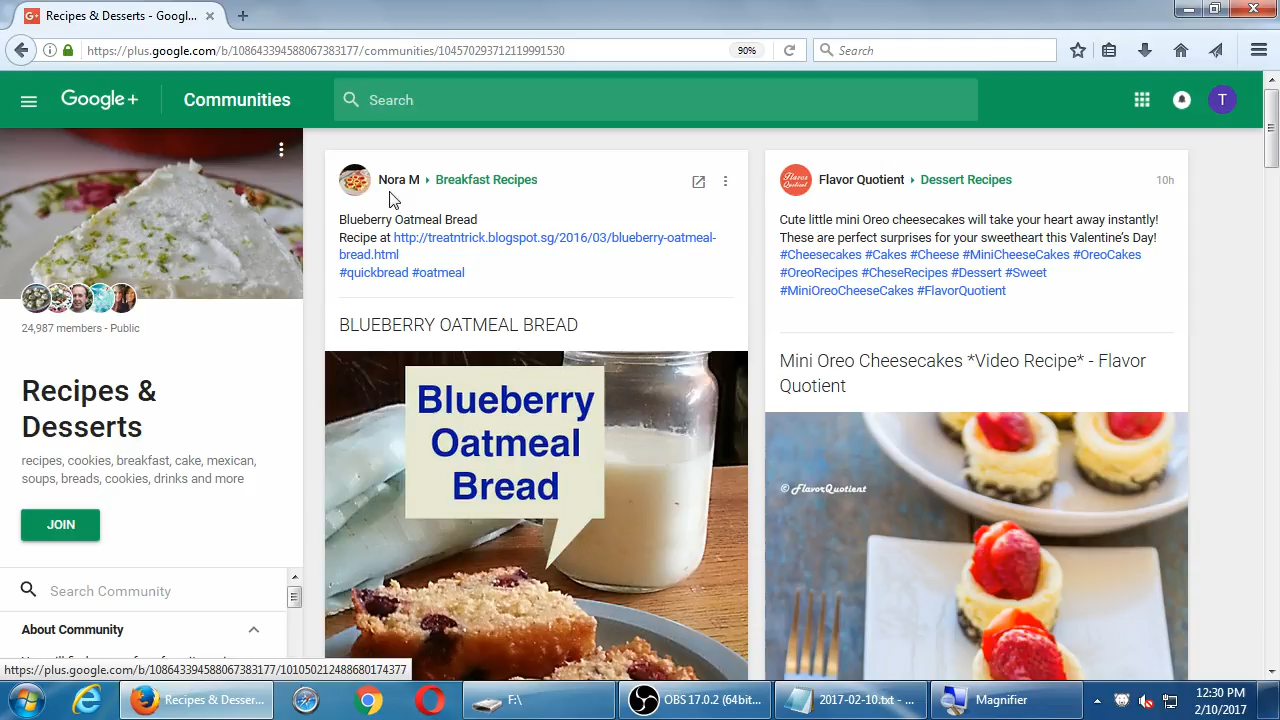 Recipes & Desserts - Googl...
https://plus.google.com/b/108643394588067383177/communities/104570293712119991530
90%
Search
Google+
Communities
Search
T
Nora M
Breakfast Recipes
Blueberry Oatmeal Bread
Recipe at http://treatntrick.blogspot.sg/2016/03/blueberry-oatmeal-
bread.html
#quickbread #oatmeal
BLUEBERRY OATMEAL BREAD
Blueberry
Oatmeal
Bread
Flavor Quotient
Dessert Recipes
10h
Cute little mini Oreo cheesecakes will take your heart away instantly!
These are perfect surprises for your sweetheart this Valentine's Day!
#Cheesecakes #Cakes #Cheese #MiniCheeseCakes #OreoCakes
#OreoRecipes #CheseRecipes #Dessert #Sweet
#MiniOreoCheeseCakes #FlavorQuotient
Mini Oreo Cheesecakes *Video Recipe* - Flavor
Quotient
© FlavorQuotient
24,987 members - Public
Recipes &
Desserts
recipes, cookies, breakfast, cake, mexican,
soups, breads, cookies, drinks and more
JOIN
Search Community
About Community
https://plus.google.com/b/108643394588067383177/101050212488680174377
Recipes & Desser...
F:\
OBS 17.0.2 (64bit...
2017-02-10.txt - ...
Magnifier
12:30 PM
2/10/2017